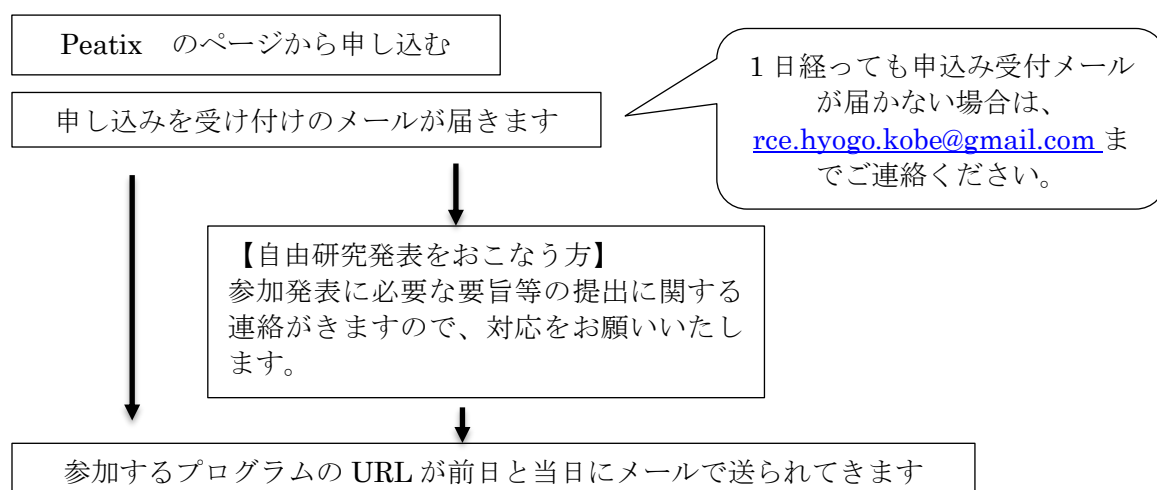 Peatix　のページから申し込む
申し込みを受け付けのメールが届きます
1 日経っても申込み受付メール
が届かない場合は、
rce.hyogo.kobe@gmail.com ま
でご連絡ください。
【自由研究発表をおこなう方】
参加発表に必要な要旨等の提出に関する
連絡がきますので、対応をお願いいたし
ます。
参加するプログラムの URL が前日と当日にメールで送られてきます